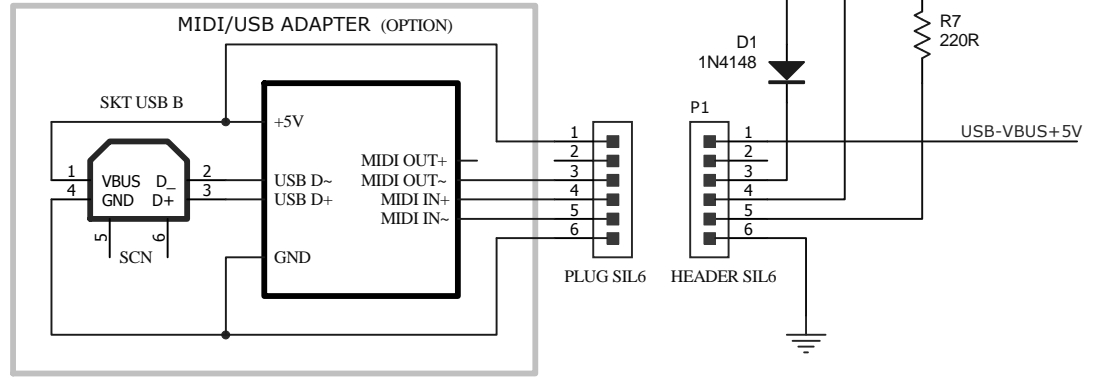 MIDI/USB ADAPTER (OPTION)
R7
220R
D1
1N4148
SKT USB B
P1
+5V
USB-VBUS+5V
1
2
3
4
5
6
1
2
3
4
5
6
MIDI OUT+
MIDI OUT~
MIDI IN+
MIDI IN~
1
4
VBUS D_
GND D+
2
3
USB D~
USB D+
5
6
SCN
GND
PLUG SIL6
HEADER SIL6